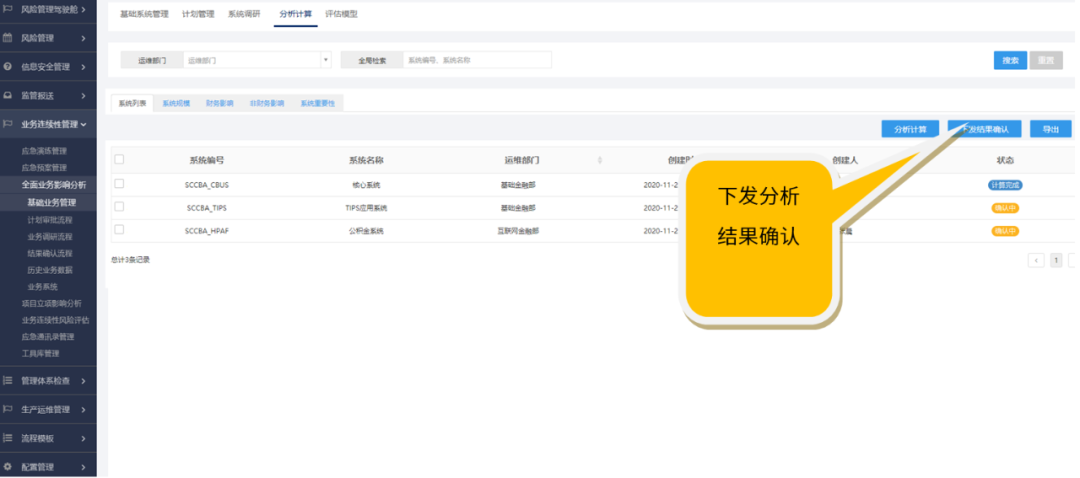 风险管理驾驶舱
风险管理
信息安全管理
监管报送
业务连续性管理
应急演练管理
应急预案管理
全面业务影响分析
基础业务管理
计划审批流程
业务调研流程
结果确认流程
历史业务数据
业务系统
项目立项影响分析
业务连续性风险评估
应急通讯录管理
工具库管理
管理体系检查
生产运维管理
流程模板
配置管理
基础系统管理 计划管理 系统调研 分析计算 评估模型
运维部门 运维部门 全局检索 系统编号、系统名称 搜索 重置
系统列表 系统规模 财务影响 非财务影响 系统重要性
分析计算 下发结果确认 导出
系统编号 系统名称 运维部门 创建时 创建人 状态
SCCBA_CBUS 核心系统 基础金融部 2020-11-2 计算完成
SCCBA_TIPS TIPS应用系统 基础金融部 2020-11-2 确认中
SCCBA_HPAF 公积金系统 互联网金融部 2020-11-2 确认中
总计3条记录 1
下发分析
结果确认